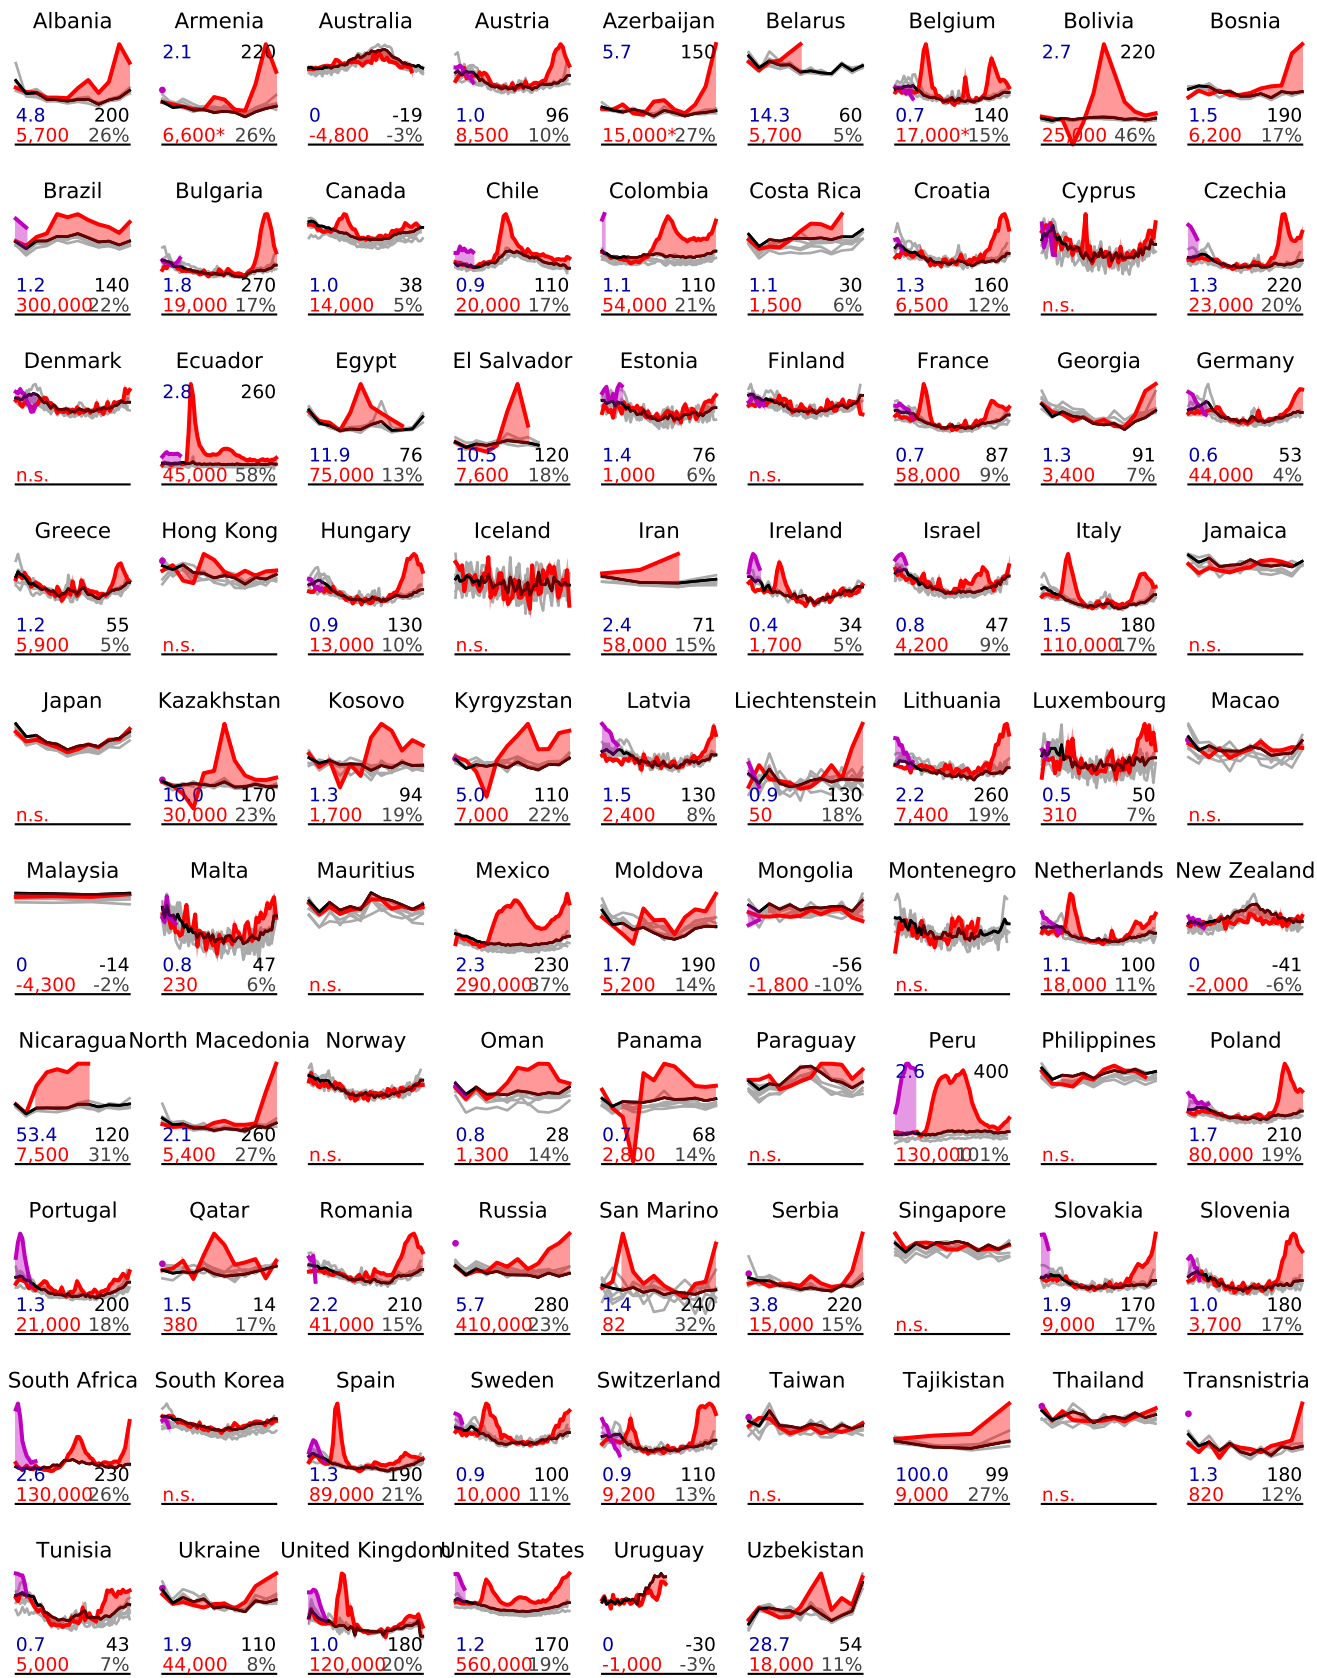 Albania Armenia Australia Austria Azerbaijan Belarus Belgium Bolivia Bosnia
2.1 220 5.7 150 2.7 220
4.8 200 0 -19 1.0 96 14.3 60 0.7 140 1.5 190
5,700 26% 6,600* 26% -4,800 -3% 8,500 10% 15,000* 27% 5,700 5% 17,000* 15% 25,000 46% 6,200 17%
Brazil Bulgaria Canada Chile Colombia Costa Rica Croatia Cyprus Czechia
1.2 140 1.8 270 1.0 38 0.9 110 1.1 110 1.1 30 1.3 160 1.3 220
300,000 22% 19,000 17% 14,000 5% 20,000 17% 54,000 21% 1,500 6% 6,500 12% n.s. 23,000 20%
Denmark Ecuador Egypt El Salvador Estonia Finland France Georgia Germany
2.8 260
11.9 76 10.5 120 1.4 76 0.7 87 1.3 91 0.6 53
n.s. 45,000 58% 75,000 13% 7,600 18% 1,000 6% n.s. 58,000 9% 3,400 7% 44,000 4%
Greece Hong Kong Hungary Iceland Iran Ireland Israel Italy Jamaica
1.2 55 0.9 130 2.4 71 0.4 34 0.8 47 1.5 180
5,900 5% n.s. 13,000 10% n.s. 58,000 15% 1,700 5% 4,200 9% 110,000 17% n.s.
Japan Kazakhstan Kosovo Kyrgyzstan Latvia Liechtenstein Lithuania Luxembourg Macao
10.0 170 1.3 94 5.0 110 1.5 130 0.9 130 2.2 260 0.5 50
n.s. 30,000 23% 1,700 19% 7,000 22% 2,400 8% 50 18% 7,400 19% 310 7% n.s.
Malaysia Malta Mauritius Mexico Moldova Mongolia Montenegro Netherlands New Zealand
0 -14 0.8 47 2.3 230 1.7 190 0 -56 1.1 100 0 -41
-4,300 -2% 230 6% n.s. 290,000 37% 5,200 14% -1,800 -10% n.s. 18,000 11% -2,000 -6%
Nicaragua North Macedonia Norway Oman Panama Paraguay Peru Philippines Poland
2.6 400
53.4 120 2.1 260 0.8 28 0.7 68 1.7 210
7,500 31% 5,400 27% n.s. 1,300 14% 2,800 14% n.s. 130,000 101% n.s. 80,000 19%
Portugal Qatar Romania Russia San Marino Serbia Singapore Slovakia Slovenia
1.3 200 1.5 14 2.2 210 5.7 280 1.4 240 3.8 220 1.9 170 1.0 180
21,000 18% 380 17% 41,000 15% 410,000 23% 82 32% 15,000 15% n.s. 9,000 17% 3,700 17%
South Africa South Korea Spain Sweden Switzerland Taiwan Tajikistan Thailand Transnistria
2.6 230 1.3 190 0.9 100 0.9 110 100.0 99 1.3 180
130,000 26% n.s. 89,000 21% 10,000 11% 9,200 13% n.s. 9,000 27% n.s. 820 12%
Tunisia Ukraine United Kingdom United States Uruguay Uzbekistan
0.7 43 1.9 110 1.0 180 1.2 170 0 -30 28.7 54
5,000 7% 44,000 8% 120,000 20% 560,000 19% -1,000 -3% 18,000 11%